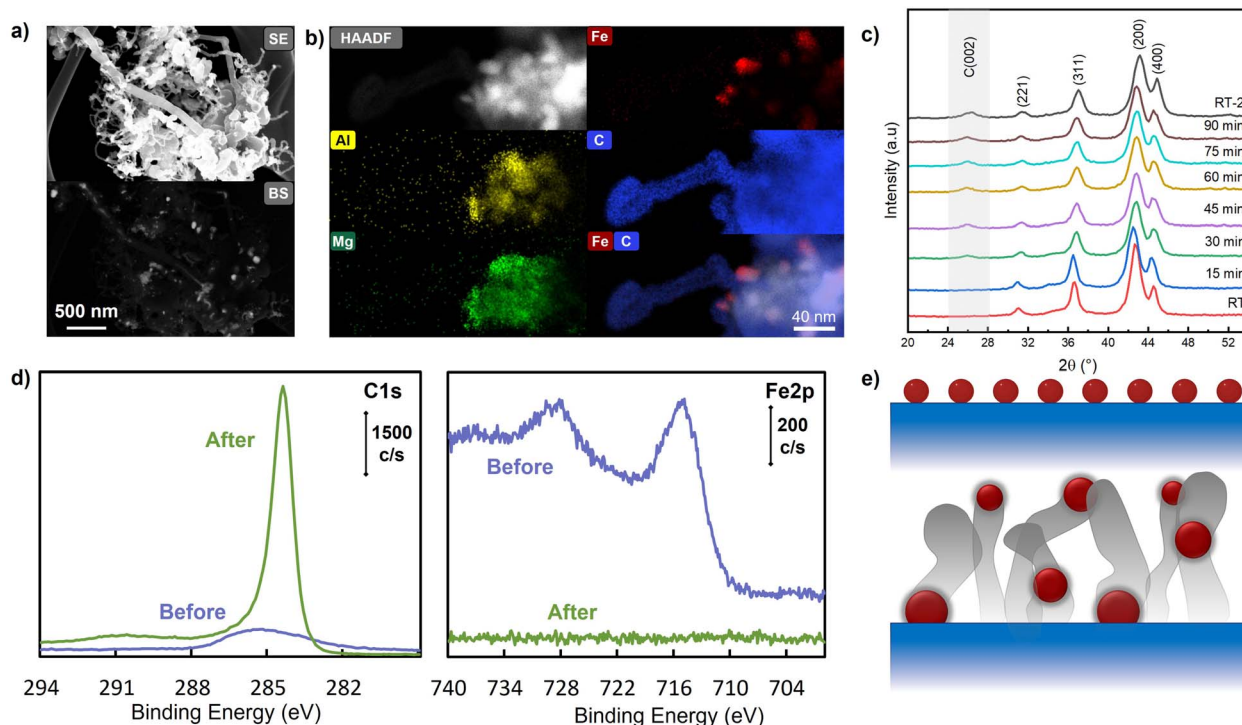 a)
SE
BS
500 nm
b)
HAADF
Fe
Al
C
Mg
Fe C
40 nm
c)
C(002)
(221)
(311)
(200)
(400)
RT-2
90 min
75 min
60 min
45 min
30 min
15 min
RT
Intensity (a.u)
20 24 28 32 36 40 44 48 52
2θ (°)
d)
C1s
1500
c/s
After
Before
294 291 288 285 282
Binding Energy (eV)
Fe2p
200
c/s
Before
After
740 734 728 722 716 710 704
Binding Energy (eV)
e)